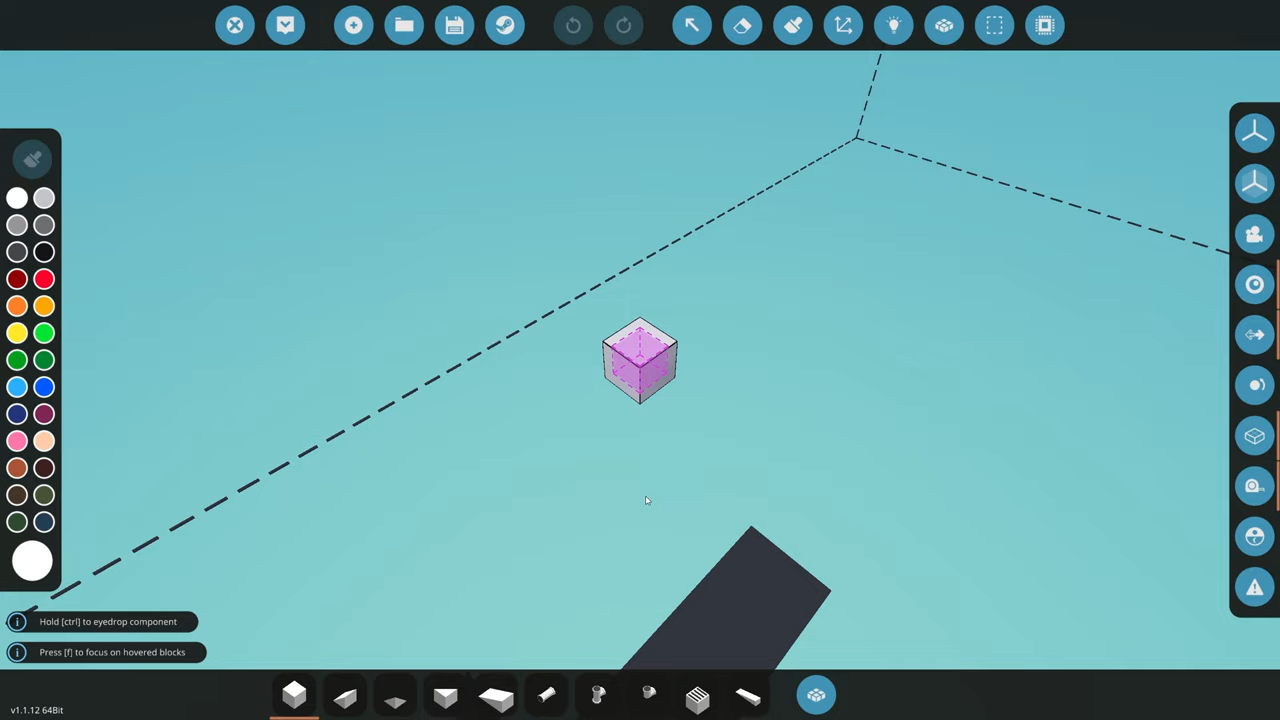 Hold [ctrl] to eyedrop component
Press [f] to focus on hovered blocks
v1.1.12 64Bit